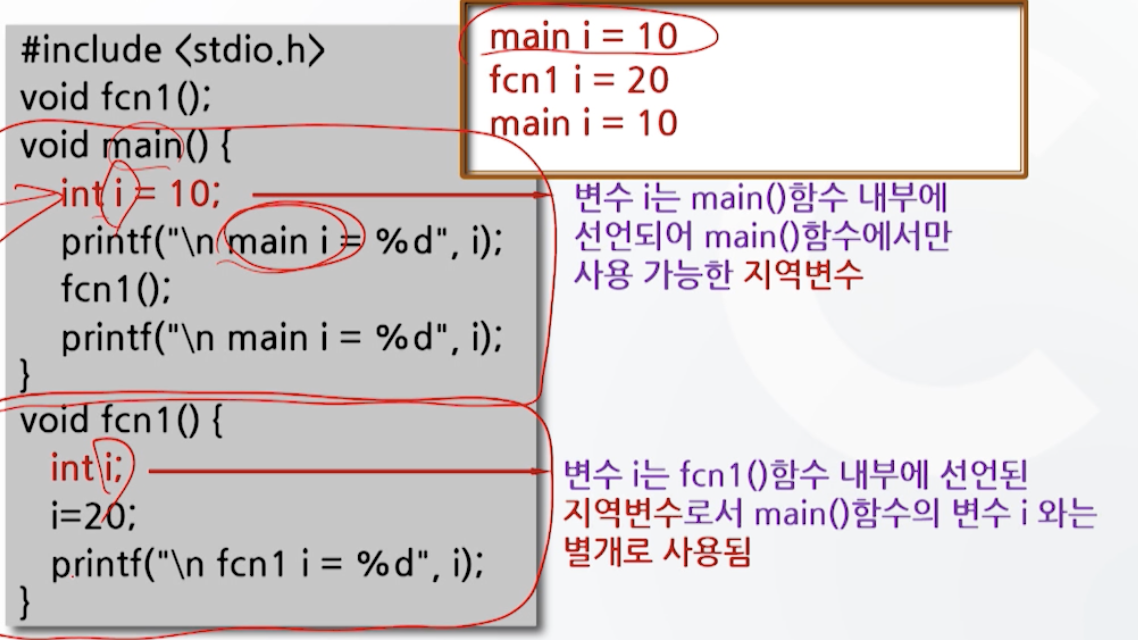 #include <stdio.h>
void fcn1();
void main() {
int i = 10;
printf("\n main i = %d", i);
fcn1();
printf("\n main i = %d", i);
}
void fcn1() {
int i;
i=20;
printf("\n fcn1 i = %d", i);
}
main i = 10
fcn1 i = 20
main i = 10
변수 i는 main()함수 내부에
선언되어 main()함수에서만
사용 가능한 지역변수
변수 i는 fcn1()함수 내부에 선언된
지역변수로서 main()함수의 변수 i 와는
별개로 사용됨